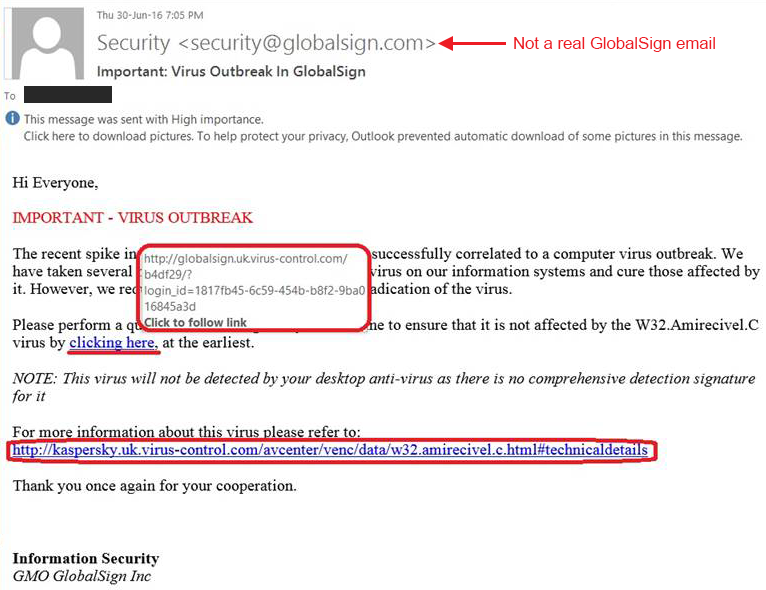 Thu 30-Jun-16 7:05 PM
Security <security@globalsign.com>
Not a real GlobalSign email
Important: Virus Outbreak In GlobalSign
To
This message was sent with High importance.
Click here to download pictures. To help protect your privacy, Outlook prevented automatic download of some pictures in this message.
Hi Everyone,
IMPORTANT - VIRUS OUTBREAK
The recent spike in successfully correlated to a computer virus outbreak. We
have taken several virus on our information systems and cure those affected by
it. However, we adication of the virus.
http://globalsign.uk.virus-control.com/
b4df29/?
login_id=1817fb45-6c59-454b-b8f2-9ba0
16845a3d
Click to follow link
Please perform a ne to ensure that it is not affected by the W32.Amirecivel.C
virus by clicking here, at the earliest.
NOTE: This virus will not be detected by your desktop anti-virus as there is no comprehensive detection signature
for it
For more information about this virus please refer to:
http://kaspersky.uk.virus-control.com/avcenter/venc/data/w32.amirecivel.c.html#technicaldetails
Thank you once again for your cooperation.
Information Security
GMO GlobalSign Inc